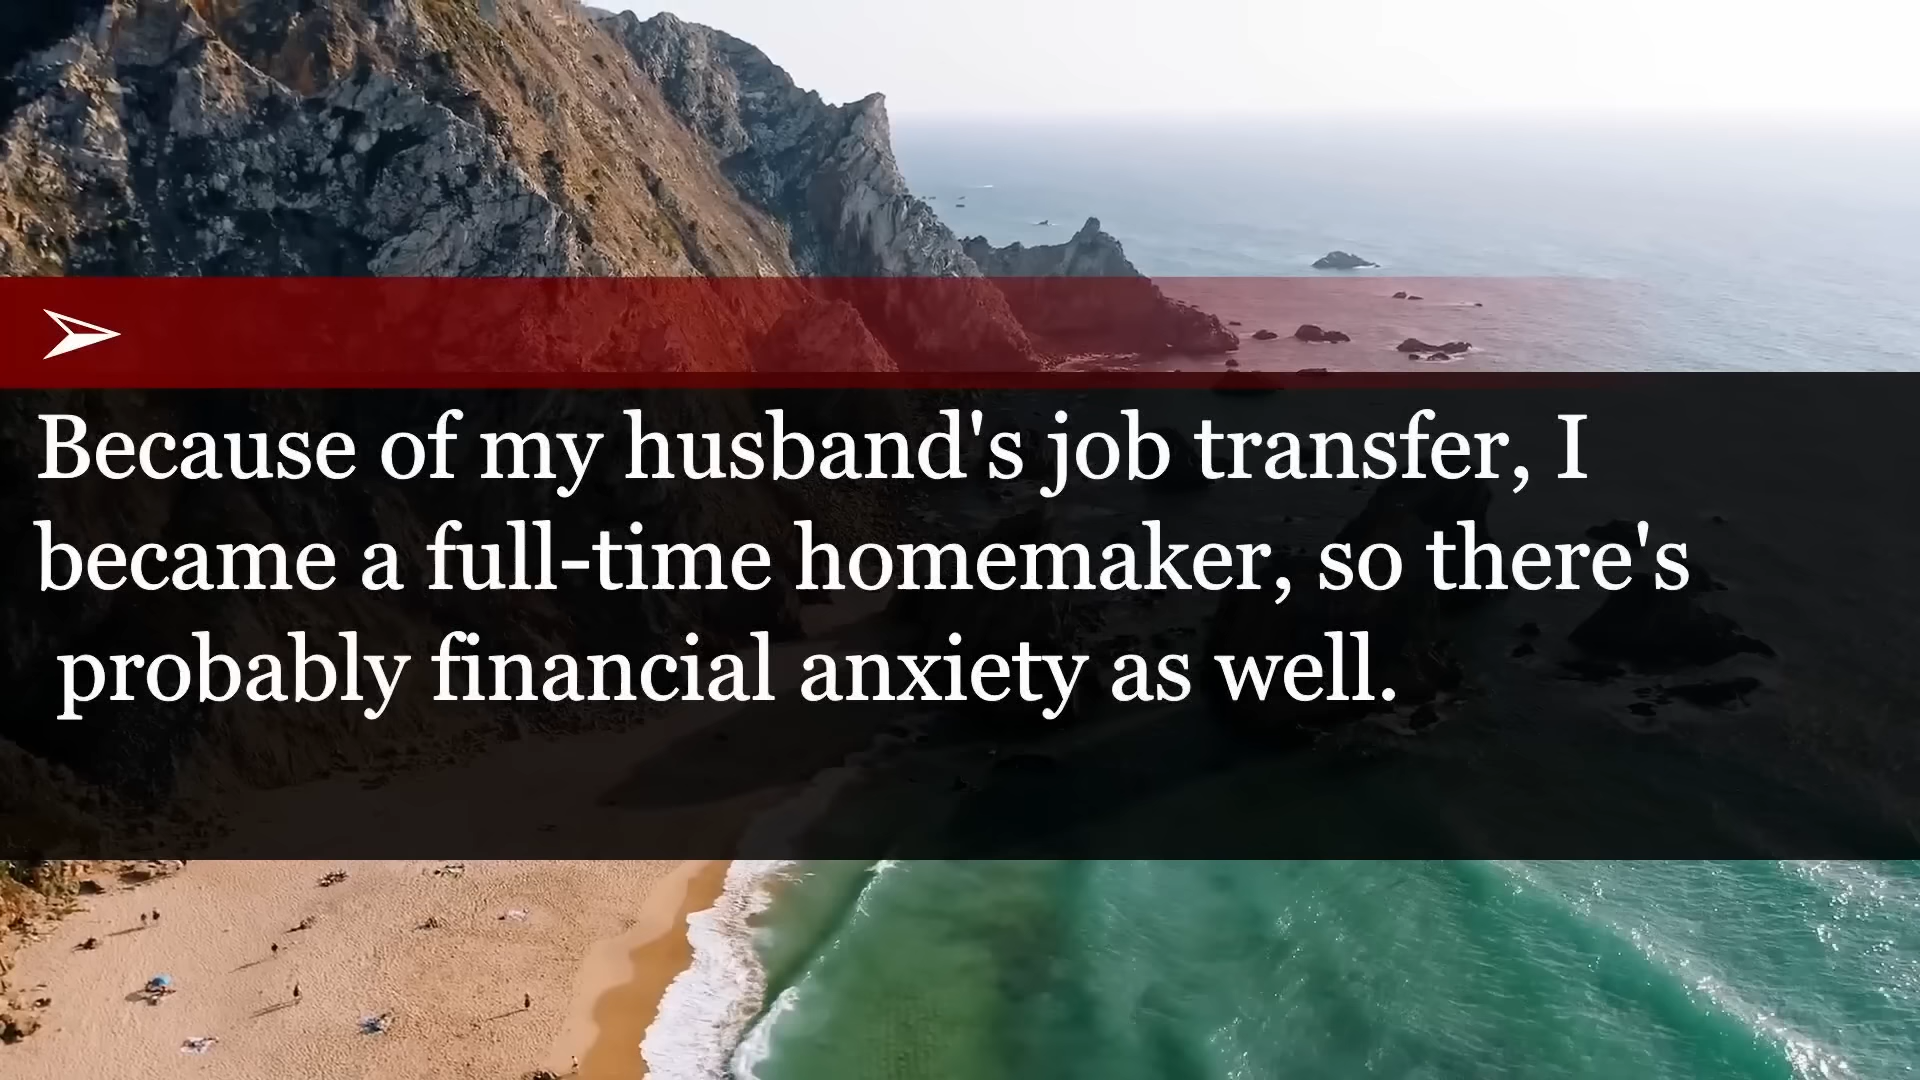 Because of my husband's job transfer, I
became a full-time homemaker, so there's
probably financial anxiety as well.